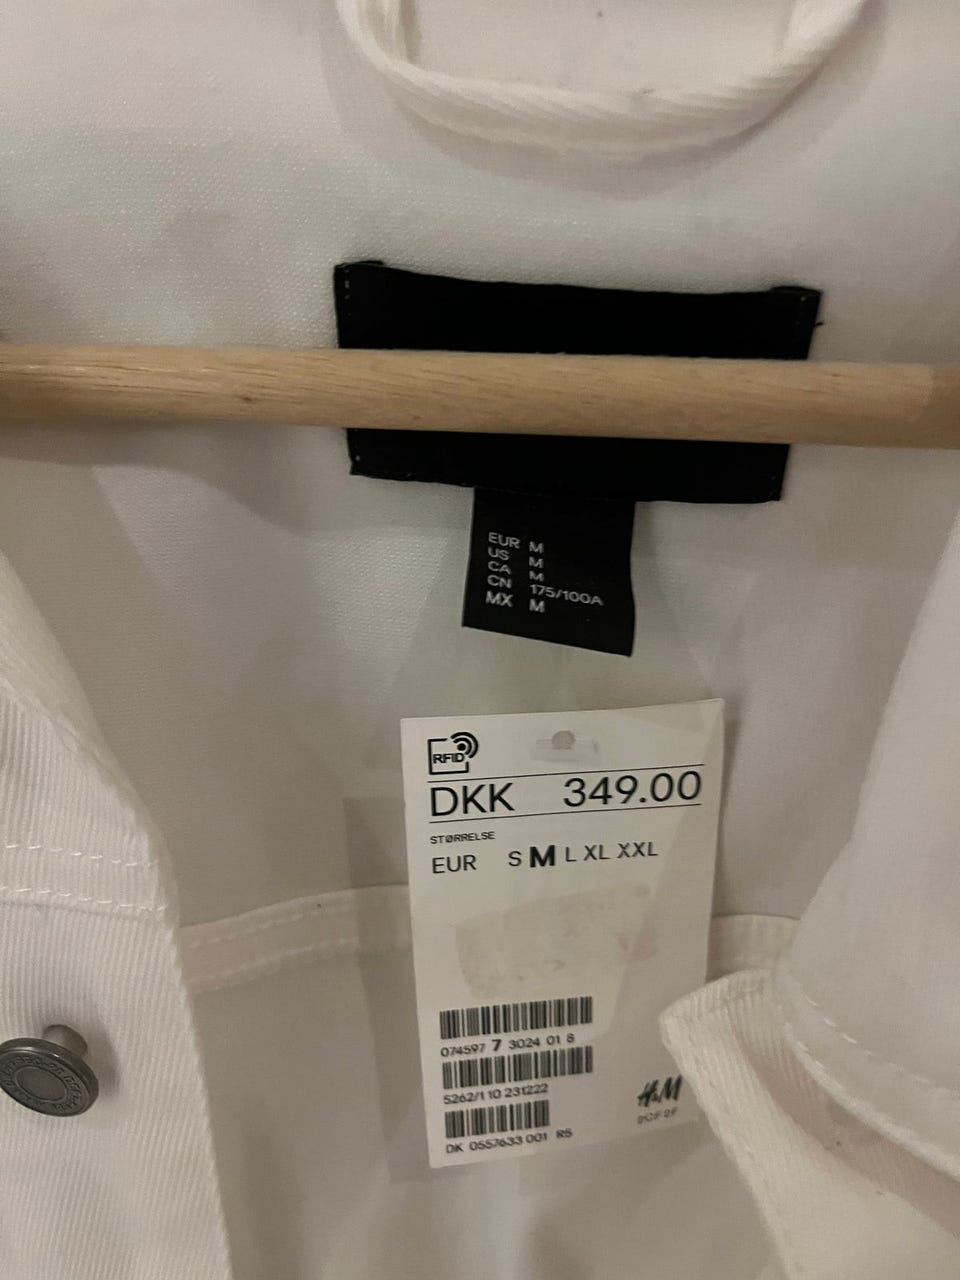 EUR M
US M
CA M
CN 175/100A
MX M
RFID
DKK 349.00
STØRRELSE
EUR S M L XL XXL
074597 7 3024 01 8
5262/1 10 231222
DK 0557633 001 R5
H&M